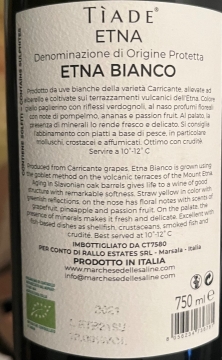 TÌADE®
ETNA
Denominazione di Origine Protetta
ETNA BIANCO
Prodotto da uve bianche della varietà Carricante, allevate ad
alberello e coltivate sui terrazzamenti vulcanici dell'Etna. Colore
giallo paglierino con riflessi verdognoli, al naso profumi floreali
con note di pompelmo, ananas e passion fruit. Al palato, la
presenza di minerali lo rende fresco e delicato. Si consiglia
l'abbinamento con piatti a base di pesce, in particolare
molluschi, crostacei e affumicati. Ottimo con crudité
Servire a 10°-12° C
Produced from Carricante grapes, Etna Bianco is grown using
the goblet method on the volcanic terraces of the Mount Etna.
Aging in Slavonian oak barrels gives life to a wine of good
structure with remarkable softness. Straw yellow in color with
greenish reflections, on the nose has floral notes with scents of
grapefruit, pineapple and passion fruit. On the palate, the
presence of minerals makes it fresh and delicate. Excellent with
fish-based dishes as shellfish, crustaceans, smoked fish and
crudité. Best served at 10°-12° C
IMBOTTIGLIATO DA CT7580
PER CONTO DI RALLO ESTATES SRL - Marsala - Italia
PRODOTTO IN ITALIA
www.marchesedellesaline.com
info@marchesedellesaline.com
2021
750 ml e